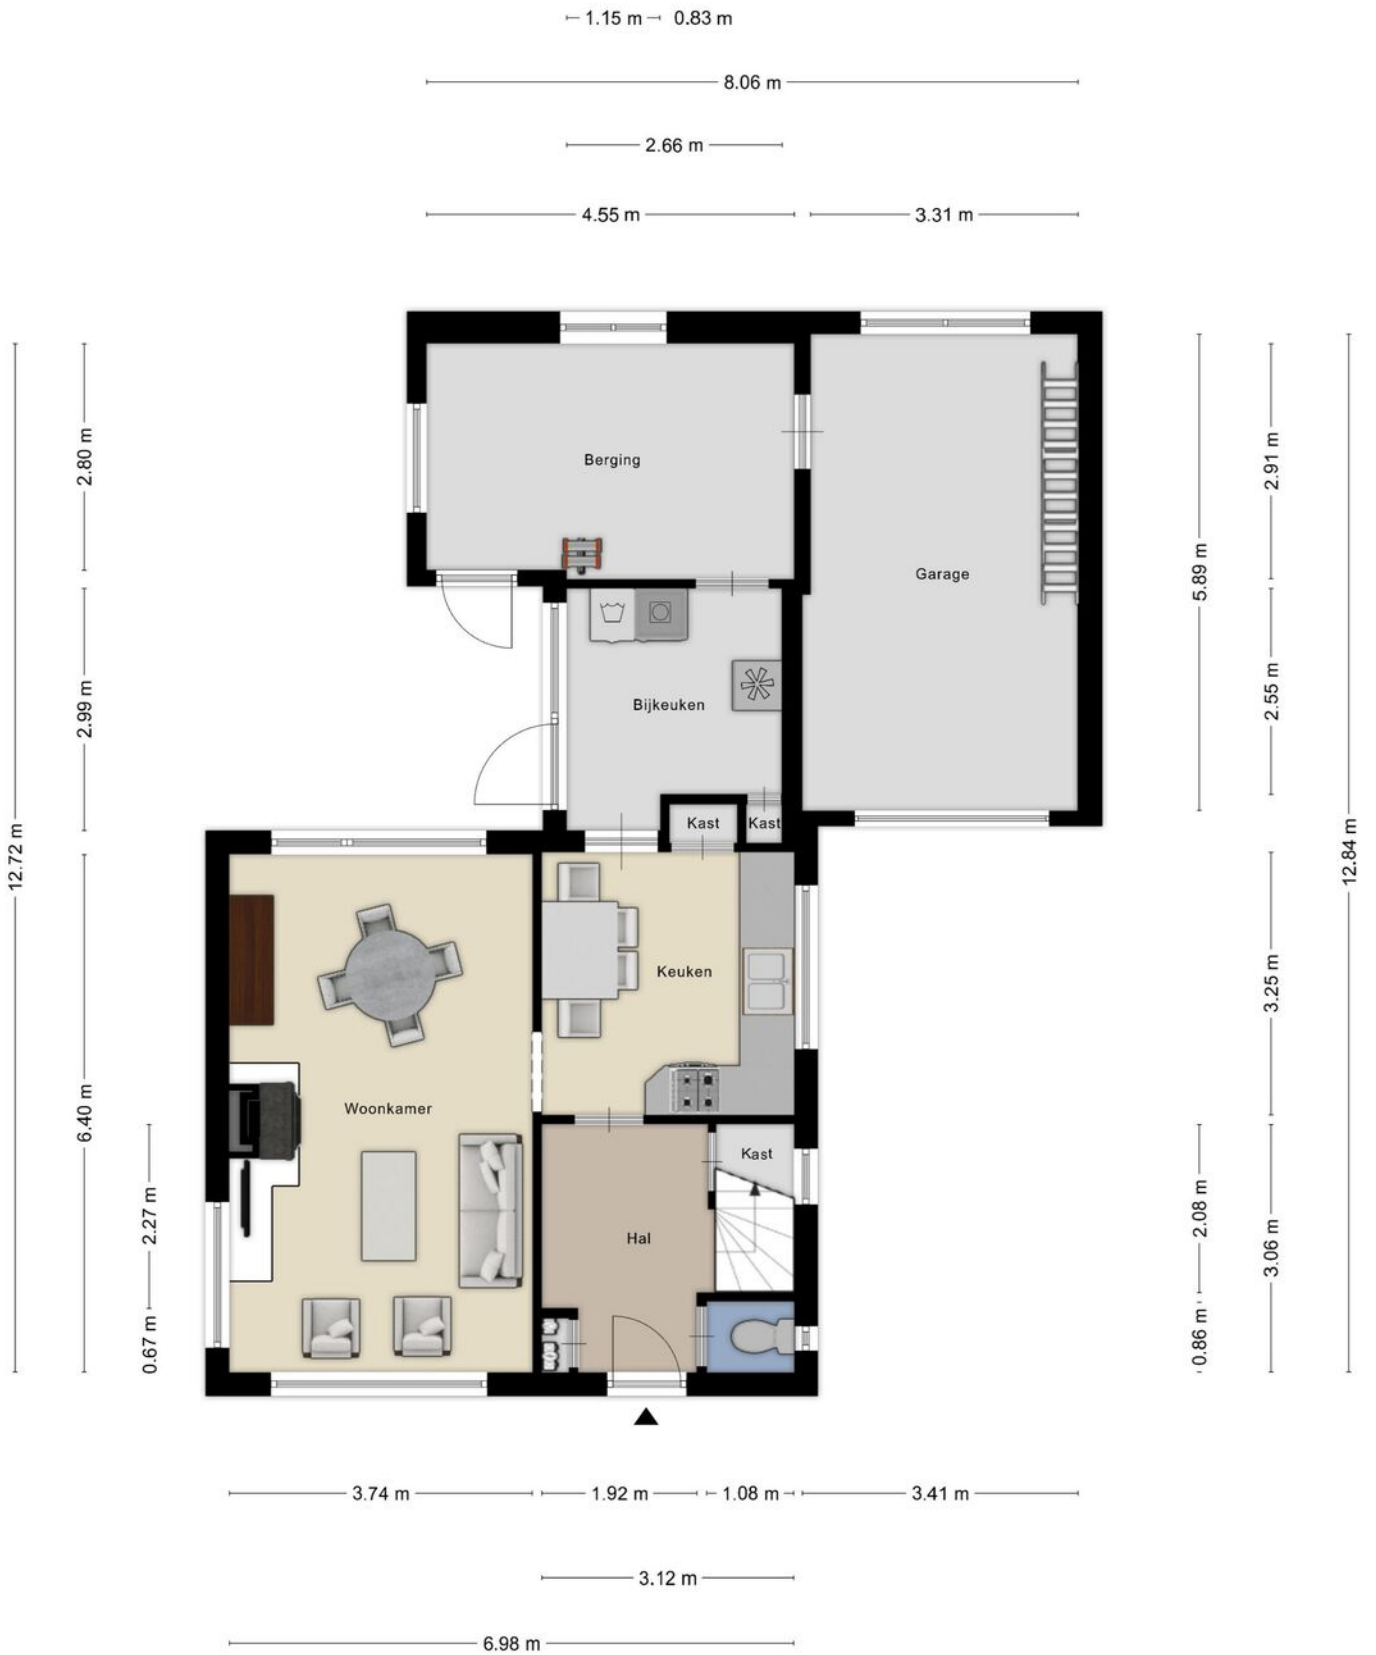 1.15 m 0.83 m
8.06 m
2.66 m
4.55 m 3.31 m
12.72 m
2.80 m
2.99 m
6.40 m
2.27 m
0.67 m
Berging
Garage
Bijkeuken
Kast Kast
Keuken
Woonkamer
Kast
Hal
5.89 m
2.91 m
2.55 m
12.84 m
3.25 m
2.08 m
3.06 m
0.86 m
3.74 m 1.92 m 1.08 m 3.41 m
3.12 m
6.98 m